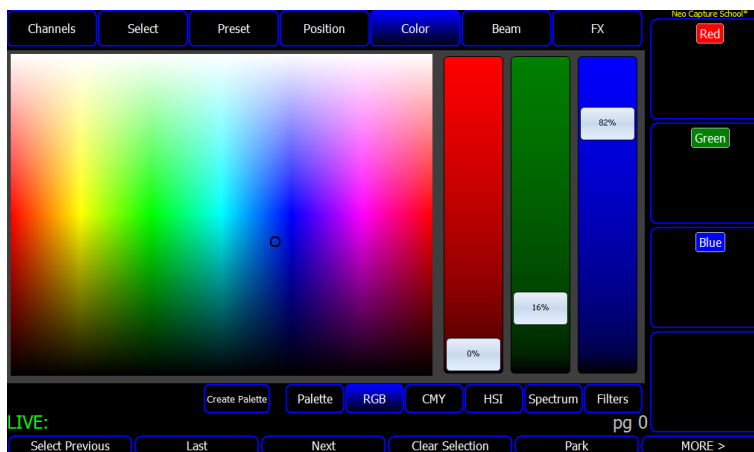 Neo Capture School*
Channels Select Preset Position Color Beam FX
Red
82%
Green
Blue
16%
0%
Create Palette Palette RGB CMY HSI Spectrum Filters
LIVE: pg 0
Select Previous Last Next Clear Selection Park MORE >